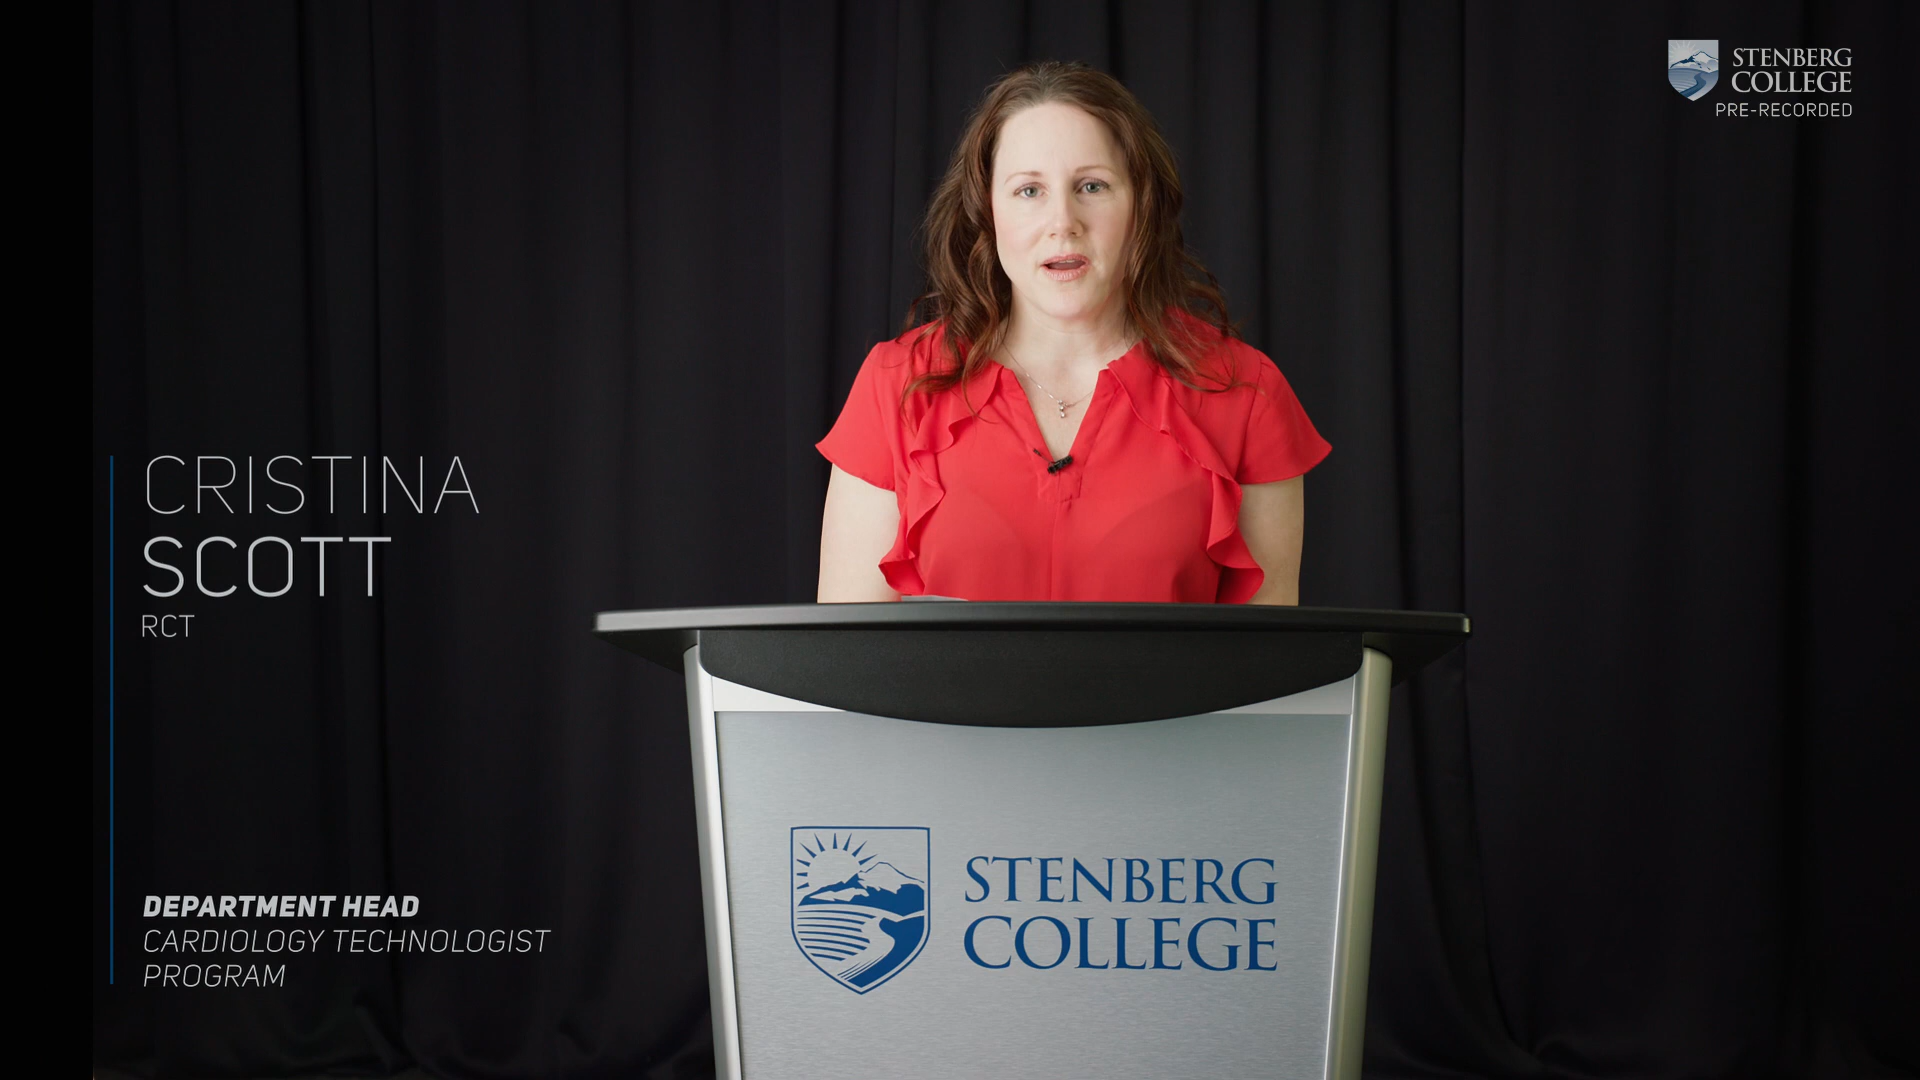 STENBERG
COLLEGE
PRE-RECORDED
CRISTINA
SCOTT
RCT
DEPARTMENT HEAD
CARDIOLOGY TECHNOLOGIST
PROGRAM
STENBERG
COLLEGE